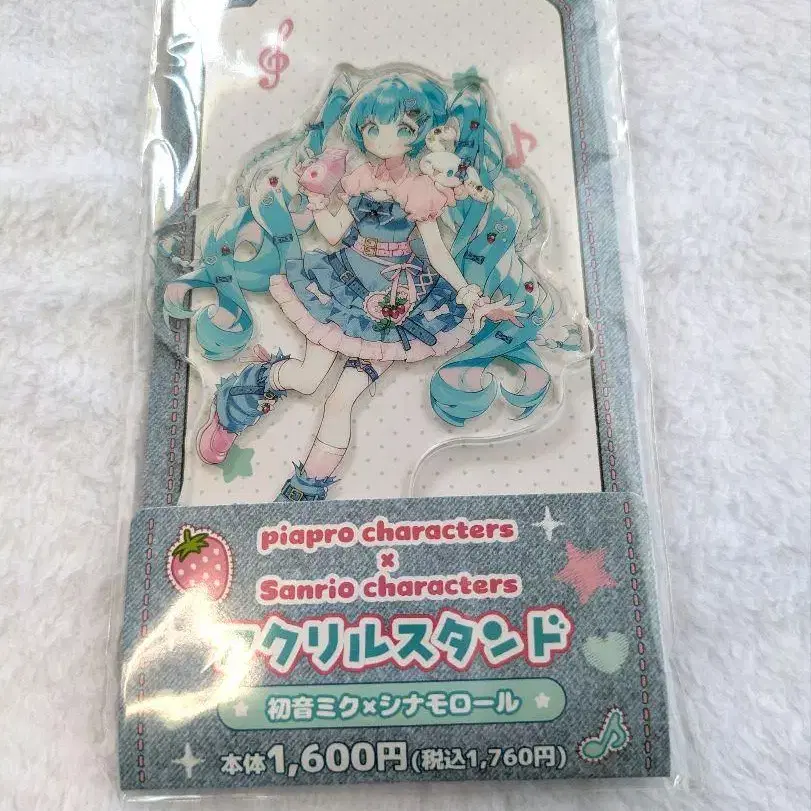 piapro characters
×
Sanrio characters
アクリルスタンド
初音ミク×シナモロール
本体1,600円(税込1,760円)